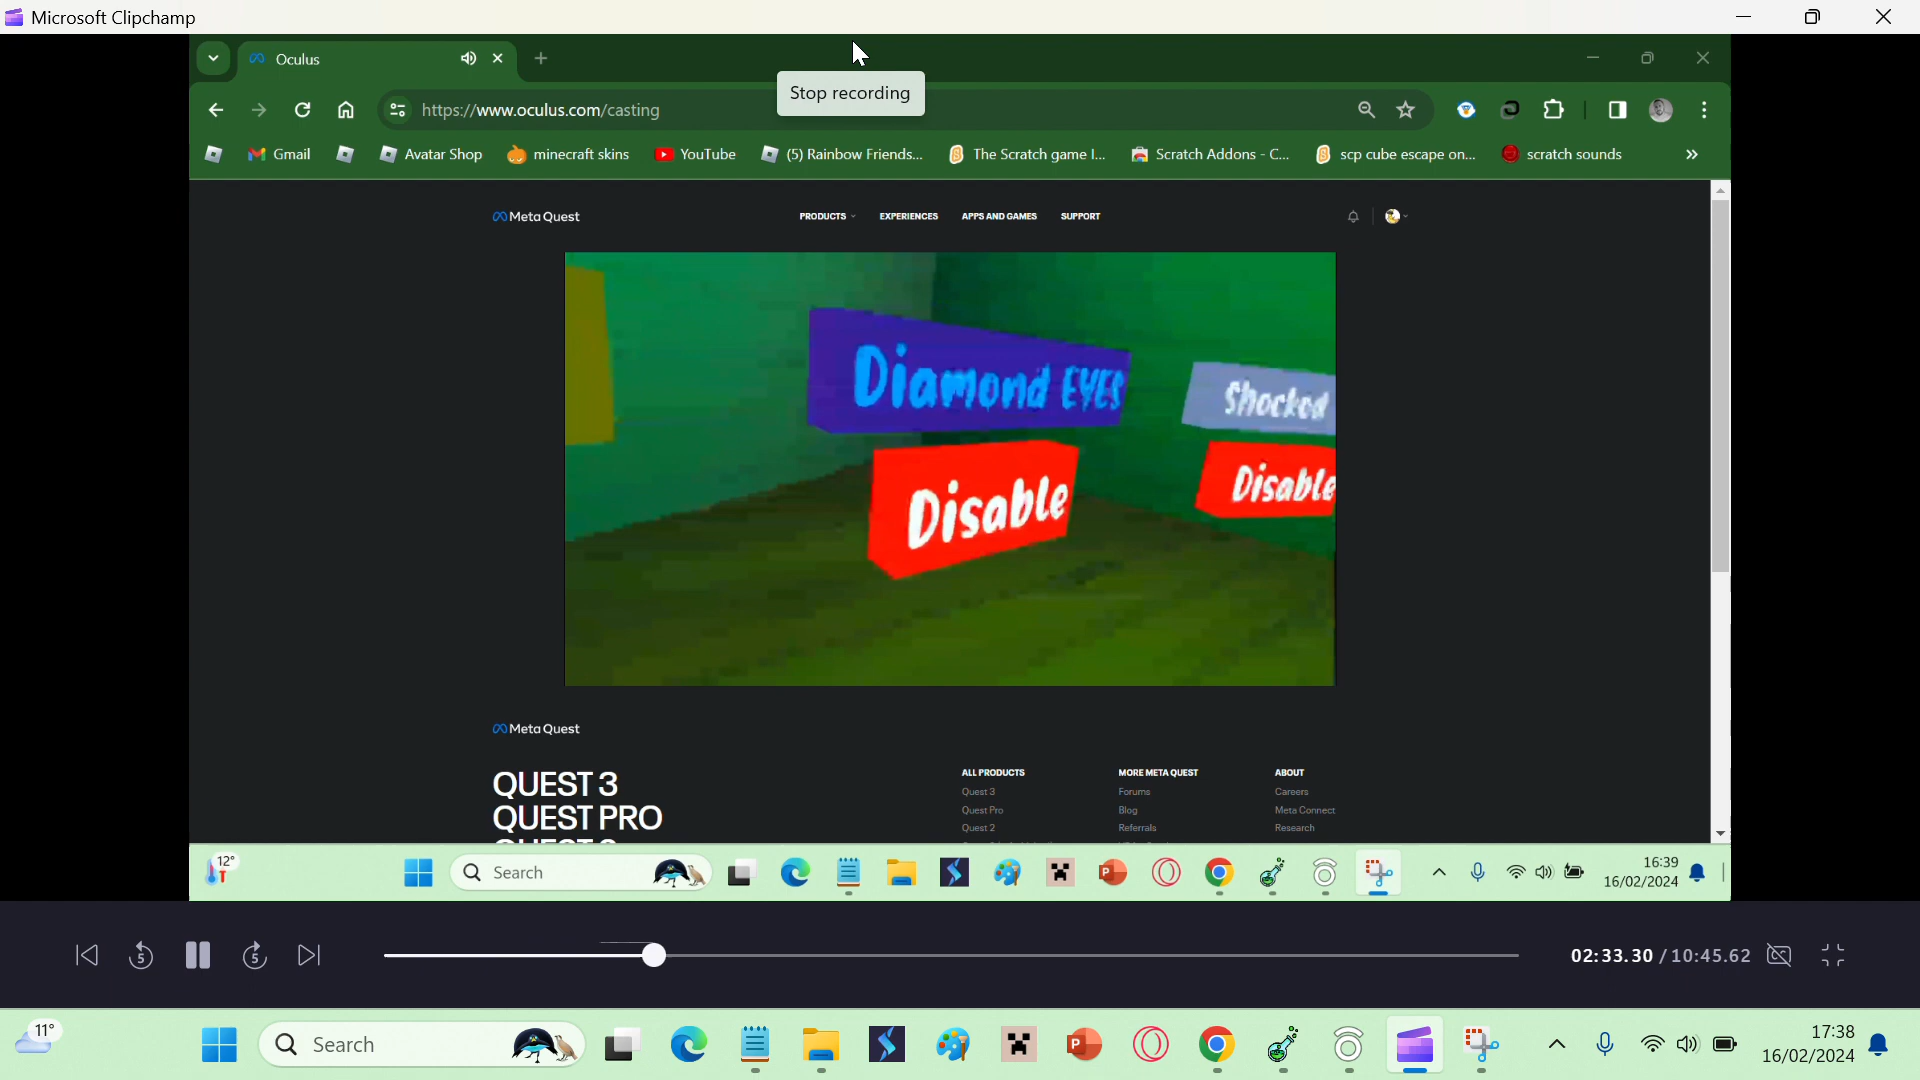 Microsoft Clipchamp
Oculus
Stop recording
https://www.oculus.com/casting
Gmail
Avatar Shop
minecraft skins
YouTube
(5) Rainbow Friends...
The Scratch game I...
Scratch Addons - C...
scp cube escape on...
scratch sounds
Meta Quest
PRODUCTS
EXPERIENCES
APPS AND GAMES
SUPPORT
Diamond EYES
Shocked
Disable
Disable
Meta Quest
QUEST 3
QUEST PRO
ALL PRODUCTS
Quest 3
Quest Pro
Quest 2
MORE META QUEST
Forums
Blog
Referrals
ABOUT
Careers
Meta Connect
Research
12°
Search
16:39
16/02/2024
02:33.30 / 10:45.62
11°
Search
17:38
16/02/2024